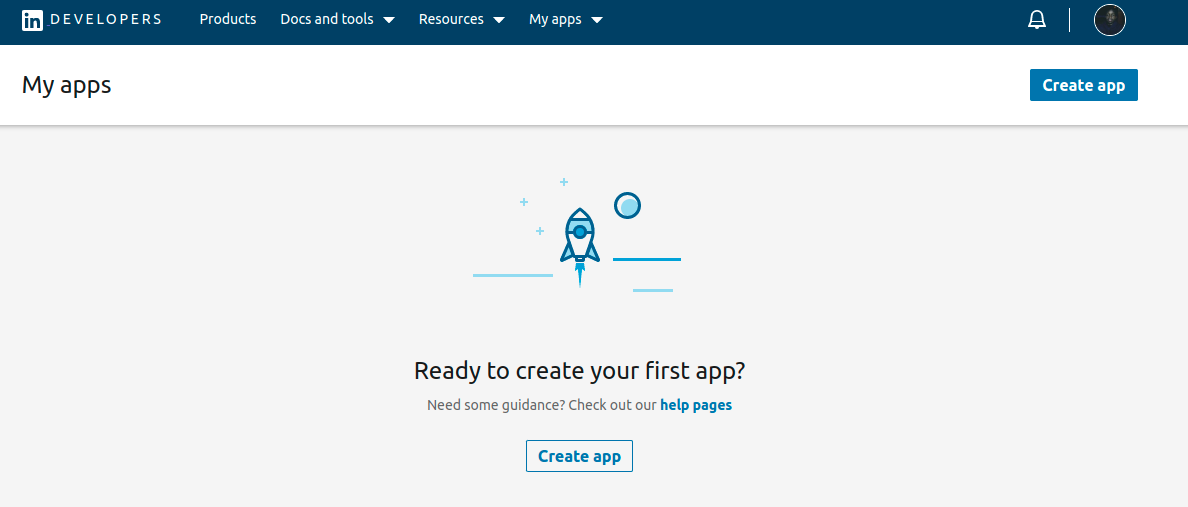 in DEVELOPERS Products Docs and tools Resources My apps
My apps Create app
Ready to create your first app?
Need some guidance? Check out our help pages
Create app